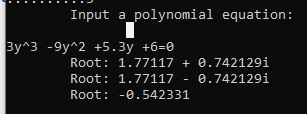 Input a polynomial equation:
3y^3 -9y^2 +5.3y +6=0
Root: 1.77117 + 0.742129i
Root: 1.77117 - 0.742129i
Root: -0.542331